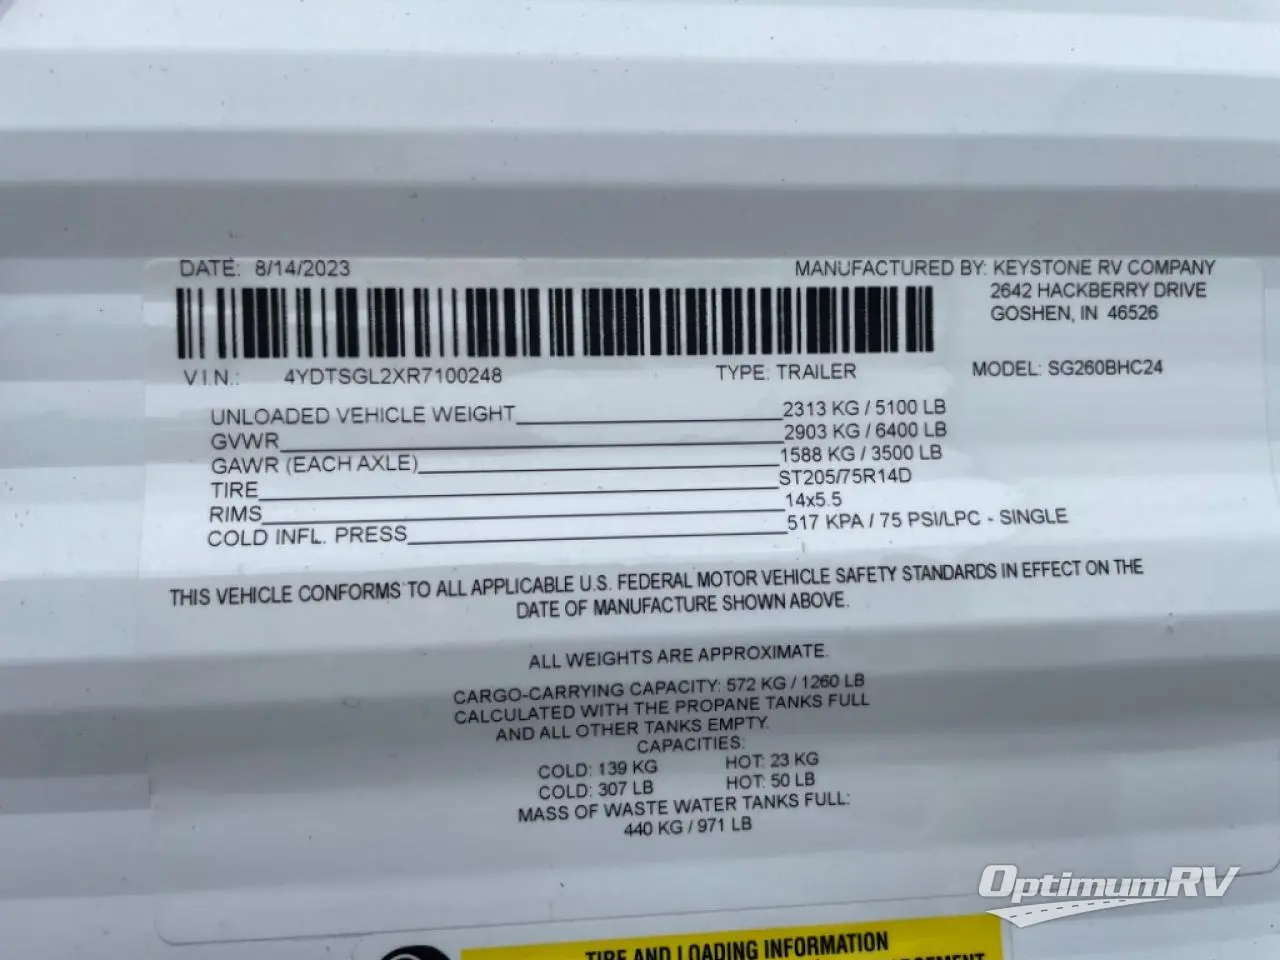 DATE: 8/14/2023
MANUFACTURED BY: KEYSTONE RV COMPANY
2642 HACKBERRY DRIVE
GOSHEN, IN 46526
V.I.N.: 4YDTSGL2XR7100248 TYPE: TRAILER MODEL: SG260BHC24
UNLOADED VEHICLE WEIGHT 2313 KG / 5100 LB
GVWR 2903 KG / 6400 LB
GAWR (EACH AXLE) 1588 KG / 3500 LB
TIRE ST205/75R14D
RIMS 14x5.5
COLD INFL. PRESS 517 KPA / 75 PSI/LPC - SINGLE
THIS VEHICLE CONFORMS TO ALL APPLICABLE U.S. FEDERAL MOTOR VEHICLE SAFETY STANDARDS IN EFFECT ON THE
DATE OF MANUFACTURE SHOWN ABOVE.
ALL WEIGHTS ARE APPROXIMATE.
CARGO-CARRYING CAPACITY: 572 KG / 1260 LB
CALCULATED WITH THE PROPANE TANKS FULL
AND ALL OTHER TANKS EMPTY.
CAPACITIES:
COLD: 139 KG HOT: 23 KG
COLD: 307 LB HOT: 50 LB
MASS OF WASTE WATER TANKS FULL:
440 KG / 971 LB
OptimumRV
TIRE AND LOADING INFORMATION